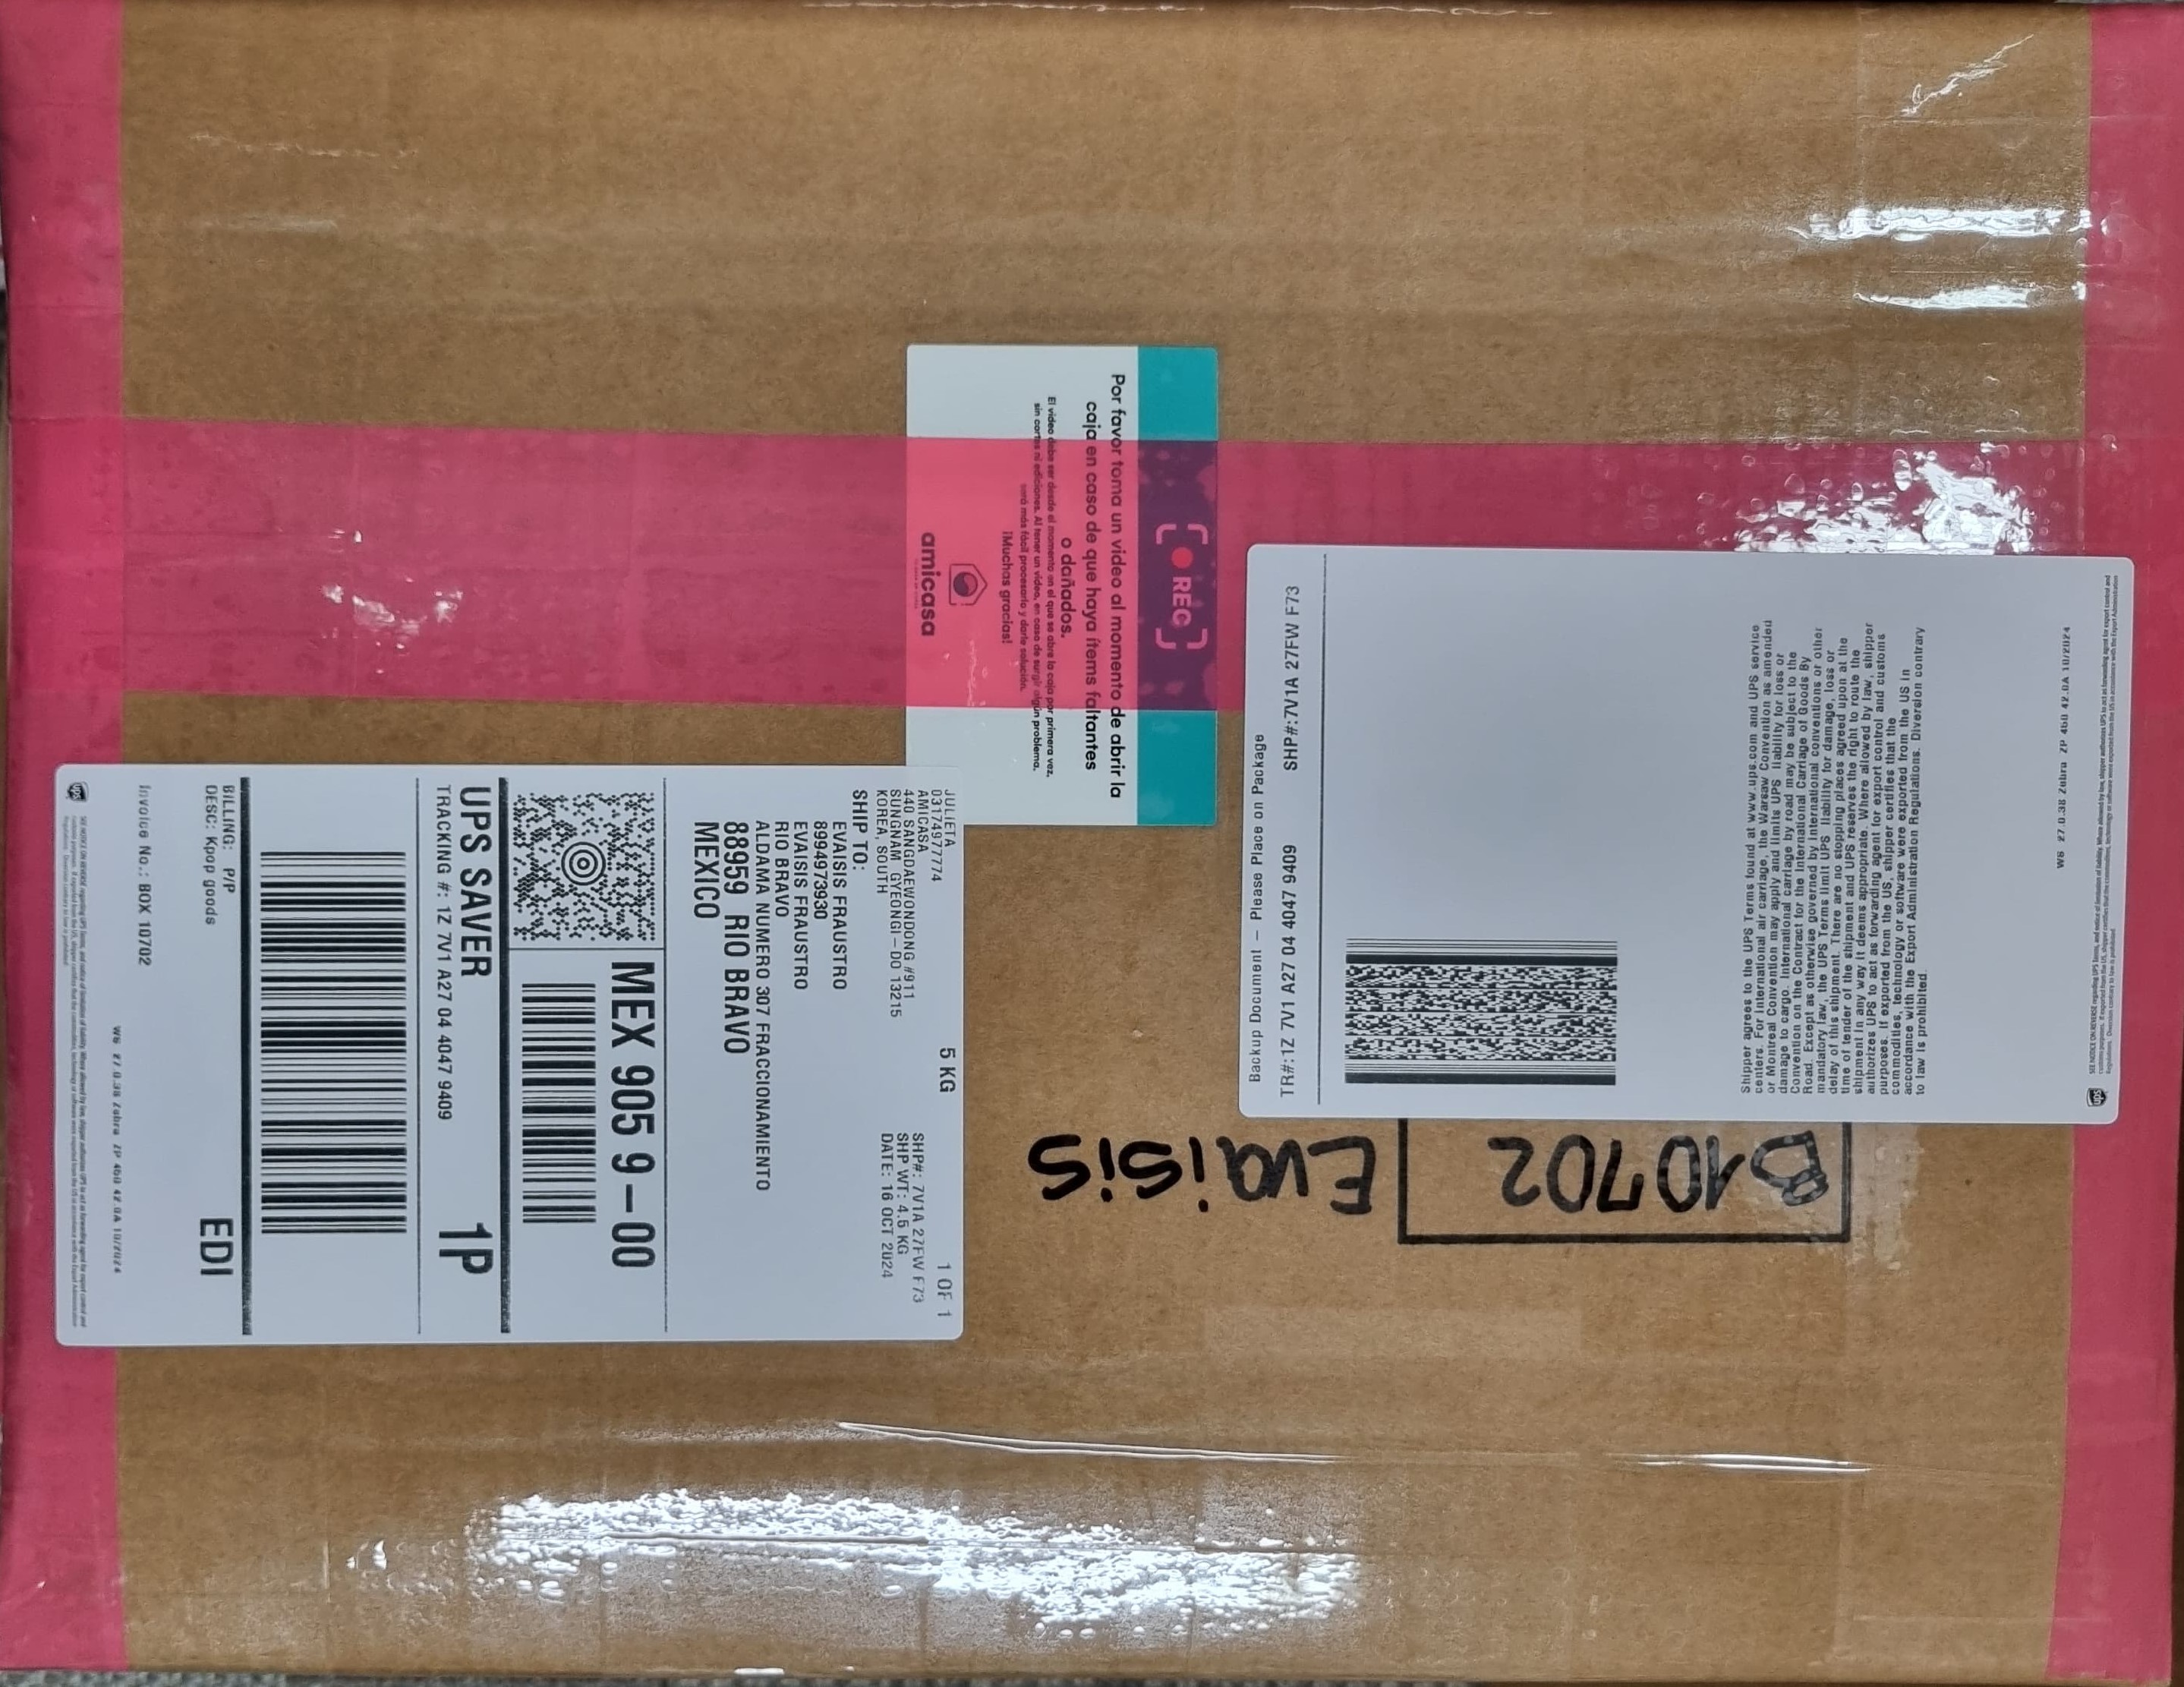 JULIETA
03174977774
AMICASA
440 SANGDAEWONDONG #911
SUNGNAM GYEONGI-DO 13215
KOREA, SOUTH
5 KG
1 OF 1
SHP#: 7V1A 27FW F73
SHP WT: 4.5 KG
DATE: 16 OCT 2024
SHIP TO:
EVAISIS FRAUSTRO
8994973930
EVAISIS FRAUSTRO
RIO BRAVO
ALDAMA NUMERO 307 FRACCIONAMIENTO
88959 RIO BRAVO
MEXICO
MEX 905 9-00
UPS SAVER
TRACKING #: 1Z 7V1 A27 04 4047 9409
1P
BILLING: P/P
DESC: Kpop goods
EDI
Invoice No.: BOX 10702
REC
Por favor toma un video al momento de abrir la
caja en caso de que haya ítems faltantes
o dañados.
El video debe ser desde el momento en el que se abre la caja por primera vez,
sin cortes ni ediciones. Al tener un video, en caso de surgir algún problema,
será más fácil procesarlo y darle solución.
¡Muchas gracias!
amicasa
Backup Document - Please Place on Package
TR#:1Z 7V1 A27 04 4047 9409 SHP#:7V1A 27FW F73
Shipper agrees to the UPS Terms found at www.ups.com and UPS service
centers. For international air carriage, the Warsaw Convention as amended
or Montreal Convention may apply and limits UPS liability for loss or
damage to cargo. International carriage by road may be subject to the
Convention on the Contract for the International Carriage of Goods By
Road. Except as otherwise governed by international conventions or other
mandatory law, the UPS Terms limit UPS liability for damage, loss or
delay of this shipment. There are no stopping places agreed upon at the
time of tender of the shipment and UPS reserves the right to route the
shipment in any way it deems appropriate. Where allowed by law, shipper
authorizes UPS to act as forwarding agent for export control and customs
purposes. If exported from the US, shipper certifies that the
commodities, technology or software were exported from the US in
accordance with the Export Administration Regulations. Diversion contrary
to law is prohibited.
10702
Evaisis